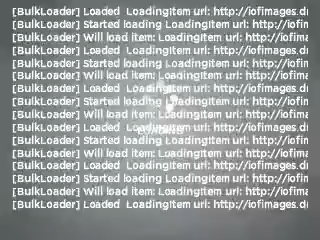 [BulkLoader] Loaded LoadingItem url: http://iofimages.d
[BulkLoader] Started loading LoadingItem url: http://iofi
[BulkLoader] Will load item: LoadingItem url: http://iofima
[BulkLoader] Loaded LoadingItem url: http://iofimages.d
[BulkLoader] Started loading LoadingItem url: http://iofi
[BulkLoader] Will load item: LoadingItem url: http://iofima
[BulkLoader] Loaded LoadingItem url: http://iofimages.d
[BulkLoader] Started loading LoadingItem url: http://iofi
[BulkLoader] Will load item: LoadingItem url: http://iofima
[BulkLoader] Loaded LoadingItem url: http://iofimages.d
[BulkLoader] Started loading LoadingItem url: http://iofi
[BulkLoader] Will load item: LoadingItem url: http://iofima
[BulkLoader] Loaded LoadingItem url: http://iofimages.d
[BulkLoader] Started loading LoadingItem url: http://iofi
[BulkLoader] Will load item: LoadingItem url: http://iofima
[BulkLoader] Loaded LoadingItem url: http://iofimages.d